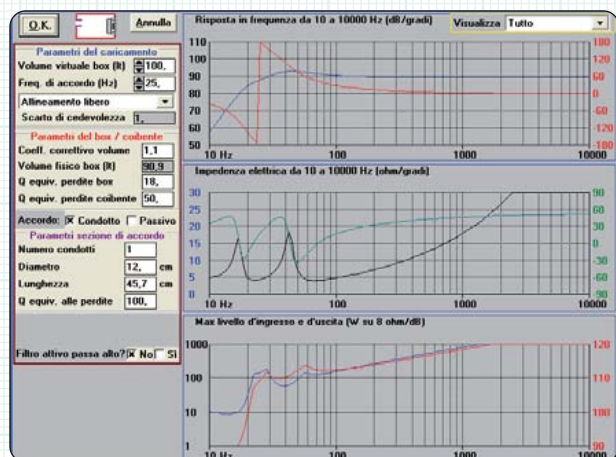 O.K.
Annulla
Parametri del caricamento
Volume virtuale box (lt) 100,
Freq. di accordo (Hz) 25,
Allineamento libero
Scarto di cedevolezza 1,
Parametri del box / coibente
Coeff. correttivo volume 1,1
Volume fisico box (lt) 90,9
Q equiv. perdite box 18,
Q equiv. perdite coibente 50,
Accordo: Condotto Passivo
Parametri sezione di accordo
Numero condotti 1
Diametro 12, cm
Lunghezza 45,7 cm
Q equiv. alle perdite 100,
Filtro attivo passa alto? No Sì
Risposta in frequenza da 10 a 10000 Hz (dB/gradi)
Visualizza Tutto
110 180
100 140
90 100
80 60
70 20
60 -20
50 -60
-100
10 Hz 100 1000 10000
Impedenza elettrica da 10 a 10000 Hz (ohm/gradi)
30 90
25 60
20 30
15 0
10 -30
5 -60
0 -90
10 Hz 100 1000 10000
Max livello d'ingresso e d'uscita (W su 8 ohm/dB)
1000 120
100 110
10 100
1 90
10 Hz 100 1000 10000